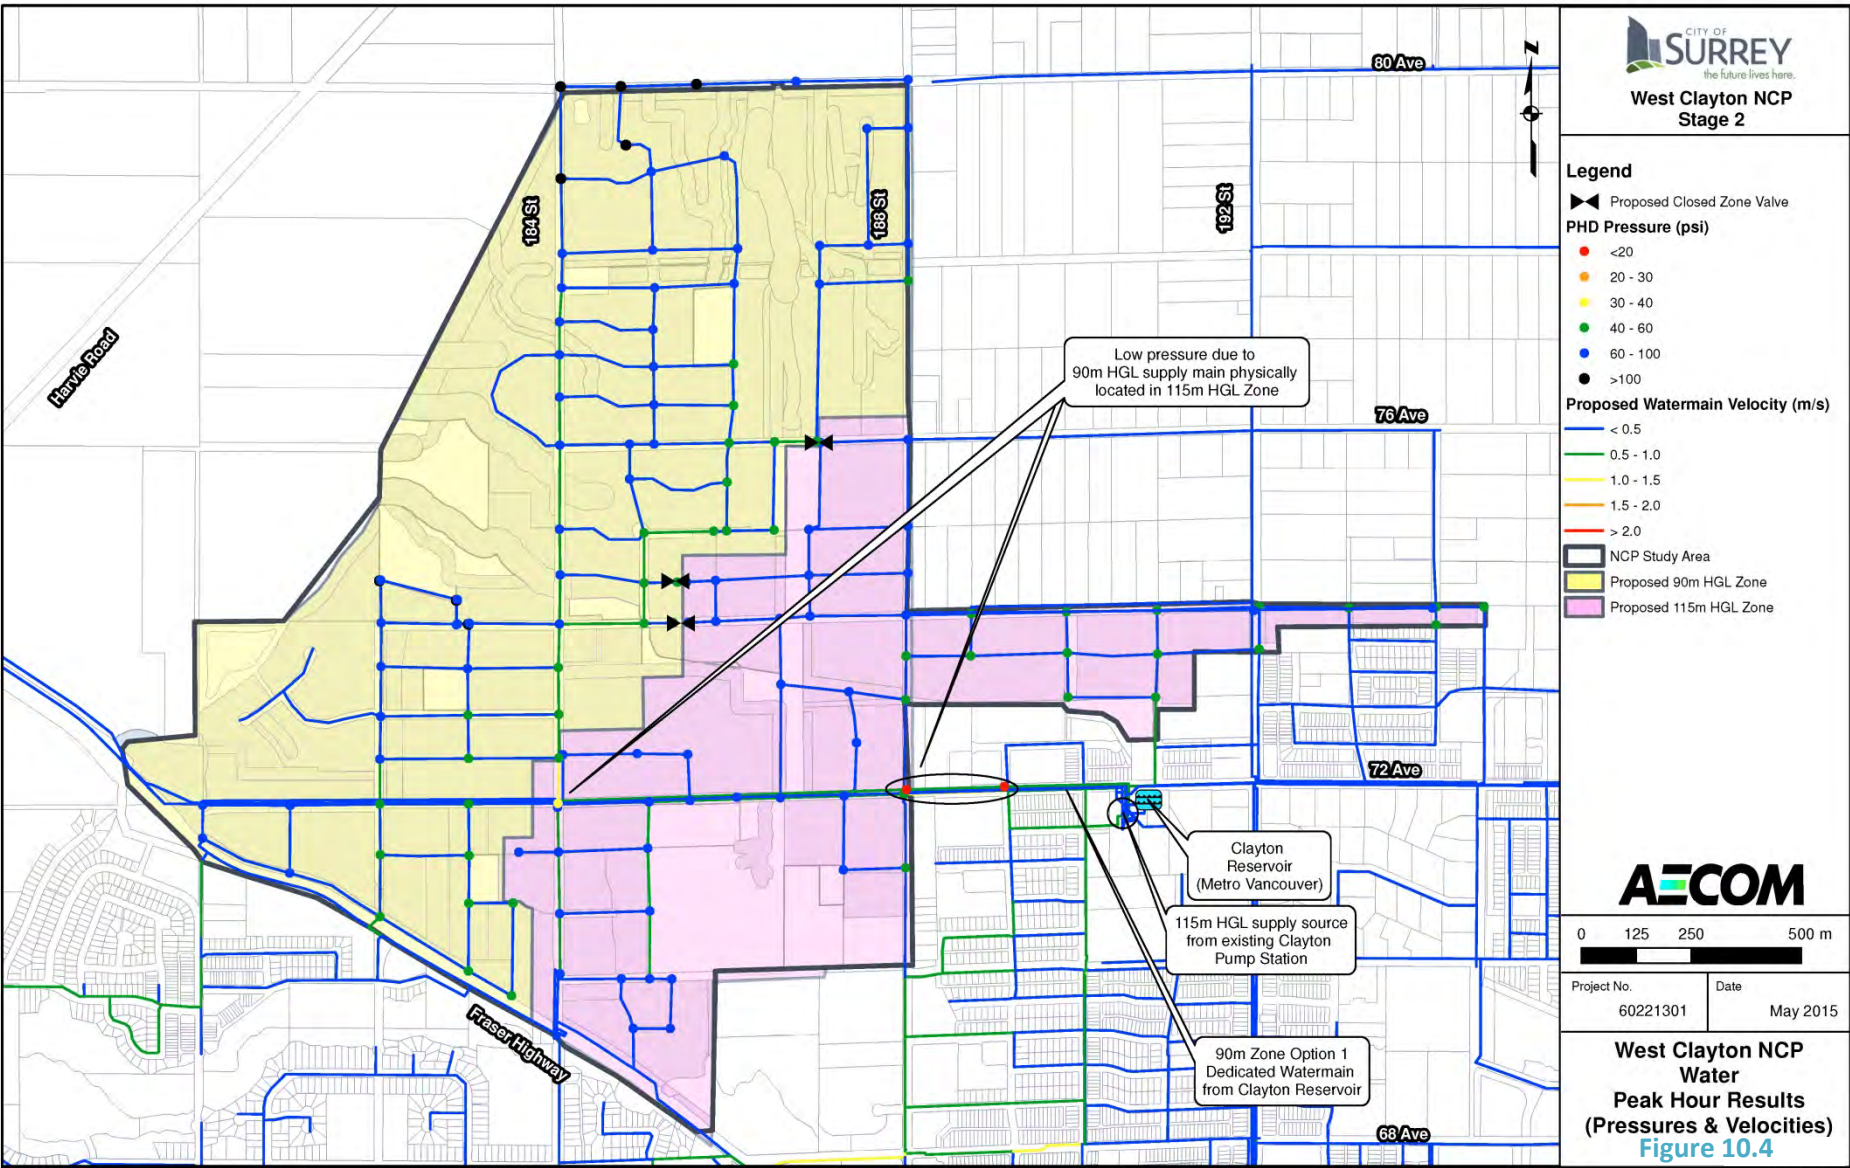 80 Ave
184 St
188 St
192 St
Harvie Road
Low pressure due to
90m HGL supply main physically
located in 115m HGL Zone
76 Ave
72 Ave
Clayton
Reservoir
(Metro Vancouver)
115m HGL supply source
from existing Clayton
Pump Station
90m Zone Option 1
Dedicated Watermain
from Clayton Reservoir
Fraser Highway
68 Ave
CITY OF
SURREY
the future lives here.
West Clayton NCP
Stage 2
N
Legend
Proposed Closed Zone Valve
PHD Pressure (psi)
<20
20 - 30
30 - 40
40 - 60
60 - 100
>100
Proposed Watermain Velocity (m/s)
< 0.5
0.5 - 1.0
1.0 - 1.5
1.5 - 2.0
> 2.0
NCP Study Area
Proposed 90m HGL Zone
Proposed 115m HGL Zone
AECOM
0 125 250 500 m
Project No.
60221301
Date
May 2015
West Clayton NCP
Water
Peak Hour Results
(Pressures & Velocities)
Figure 10.4